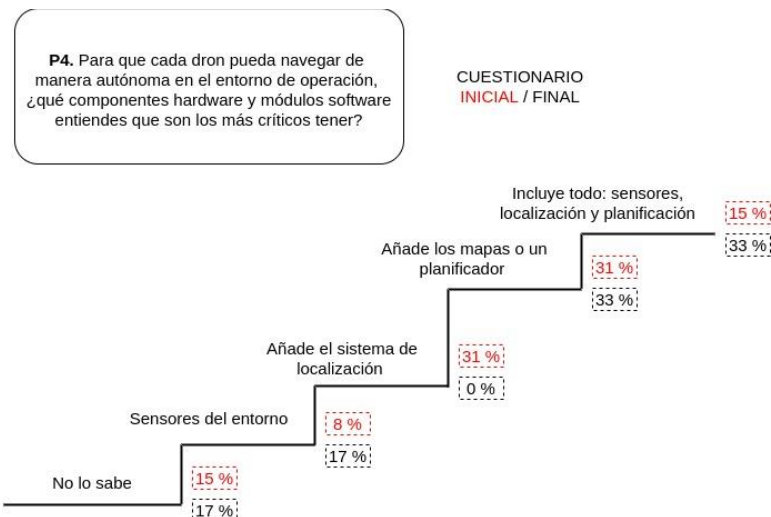 P4. Para que cada dron pueda navegar de
manera autónoma en el entorno de operación,
¿qué componentes hardware y módulos software
entiendes que son los más críticos tener?
CUESTIONARIO
INICIAL / FINAL
Incluye todo: sensores,
localización y planificación
15 %
33 %
Añade los mapas o un
planificador
31 %
33 %
Añade el sistema de
localización
31 %
0 %
Sensores del entorno
8 %
17 %
No lo sabe
15 %
17 %